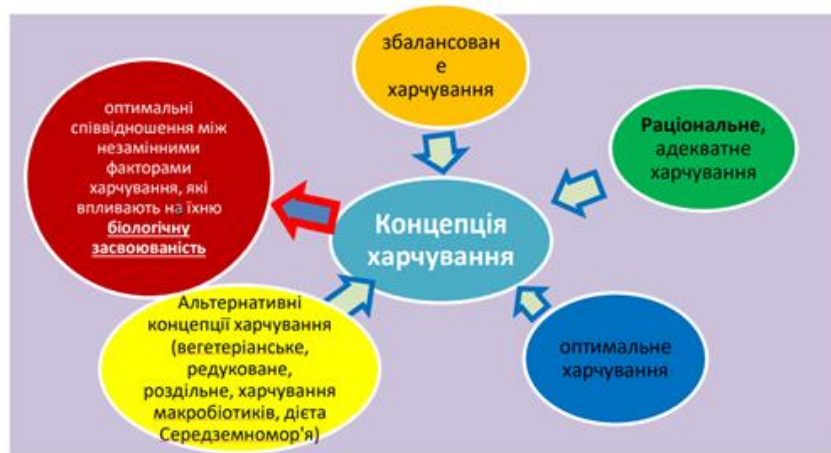 збалансован
е
харчування
оптимальні
співвідношення між
незамінними
факторами
харчування, які
впливають на їхню
біологічну
засвоюваність
Раціональне,
адекватне
харчування
Концепція
харчування
Альтернативні
концепції харчування
(вегетеріанське,
редуковане,
роздільне, харчування
макробіотиків, дієта
Середземномор'я)
оптимальне
харчування